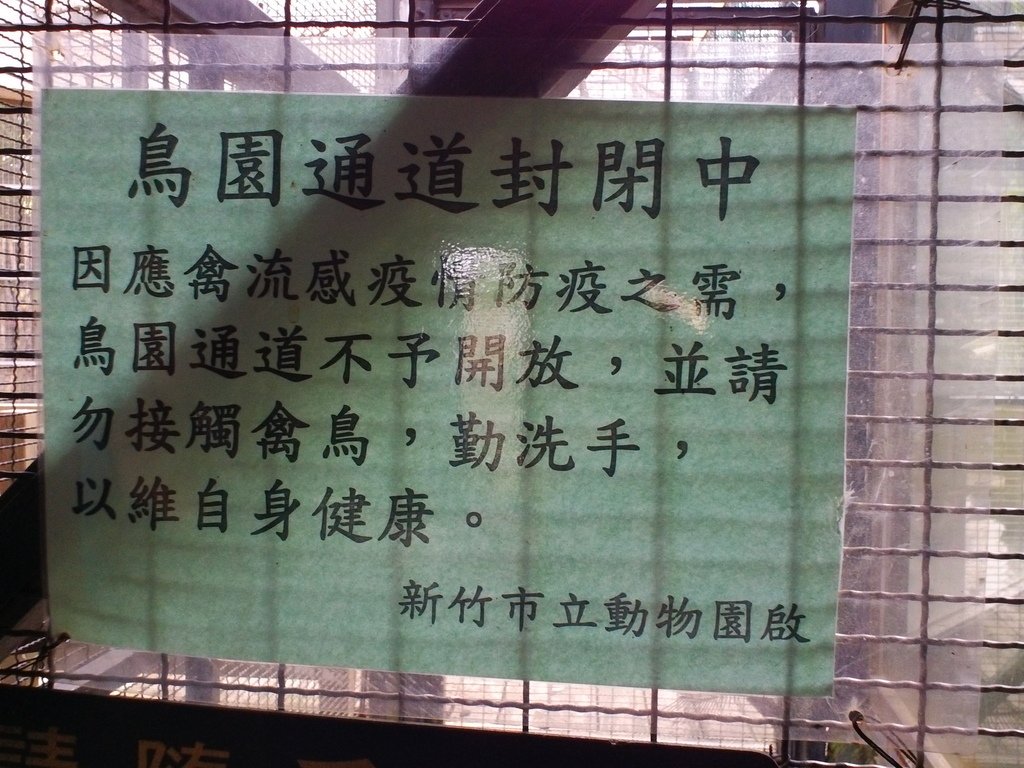 鳥園通道封閉中
因應禽流感疫情防疫之需，
鳥園通道不予開放，並請
勿接觸禽鳥，勤洗手，
以維自身健康。
新竹市立動物園啟
請隨